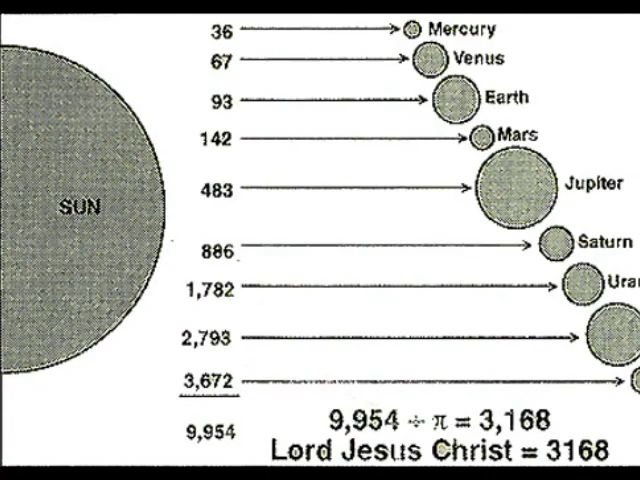 36 Mercury
67 Venus
93 Earth
142 Mars
483 Jupiter
886 Saturn
1,782
2,793
3,672
9,954
SUN
9,954 ÷ π = 3,168
Lord Jesus Christ = 3168